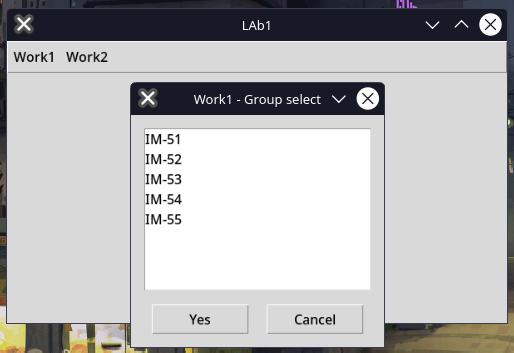 LAb1
Work1 Work2
Work1 - Group select
IM-51
IM-52
IM-53
IM-54
IM-55
Yes Cancel